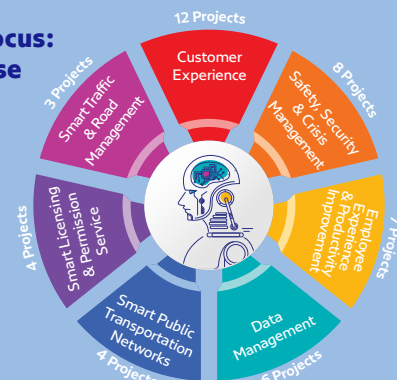 12 Projects
Customer
Experience
8 Projects
Safety, Security
& Crisis
Management
7 Projects
Employee
Experience
& Productivity
Improvement
6 Projects
Data
Management
4 Projects
Smart Public
Transportation
Networks
4 Projects
Smart Licensing
& Permission
Service
3 Projects
Smart Traffic
& Road
Management